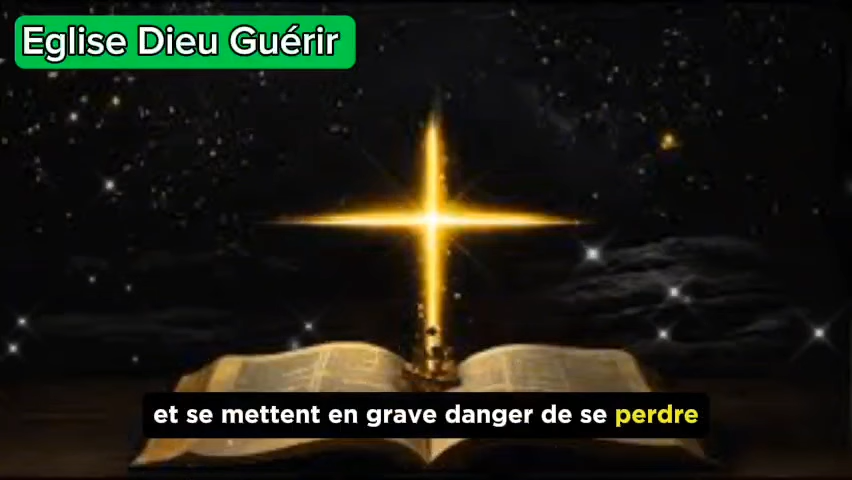 Eglise Dieu Guérir
et se mettent en grave danger de se perdre